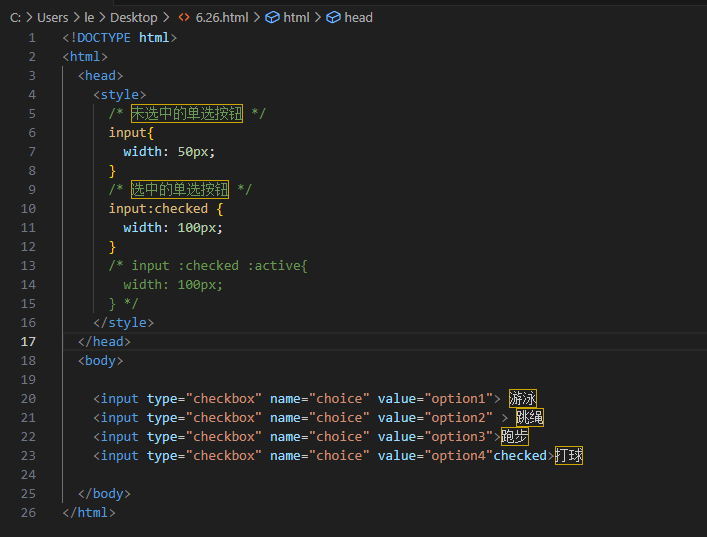 C: > Users > le > Desktop > <> 6.26.html > html > head
1 <!DOCTYPE html>
2 <html>
3 <head>
4 <style>
5 /* 未选中的单选按钮 */
6 input{
7 width: 50px;
8 }
9 /* 选中的单选按钮 */
10 input:checked {
11 width: 100px;
12 }
13 /* input :checked :active{
14 width: 100px;
15 } */
16 </style>
17 </head>
18 <body>
19
20 <input type="checkbox" name="choice" value="option1"> 游泳
21 <input type="checkbox" name="choice" value="option2" > 跳绳
22 <input type="checkbox" name="choice" value="option3">跑步
23 <input type="checkbox" name="choice" value="option4"checked>打球
24
25 </body>
26 </html>